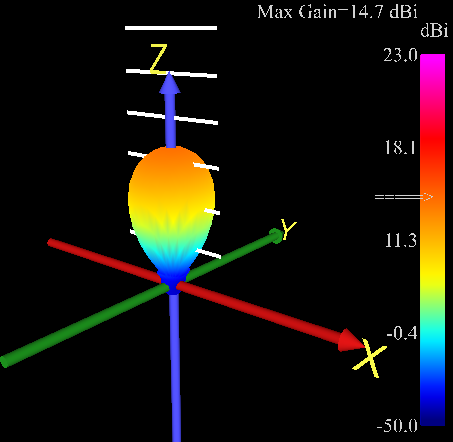 Max Gain=14.7 dBi
dBi
23.0
Z
18.1
====>
Y
11.3
-0.4
X
-50.0